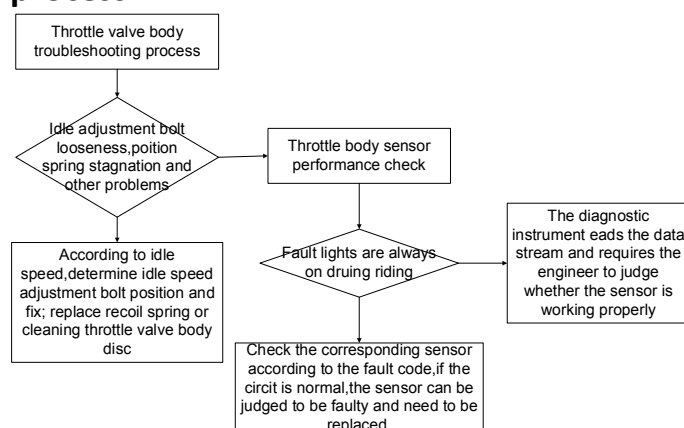 Throttle valve body
troubleshooting process
Idle adjustment bolt
looseness,poition
spring stagnation and
other problems
Throttle body sensor
performance check
According to idle
speed,determine idle speed
adjustment bolt position and
fix; replace recoil spring or
cleaning throttle valve body
disc
Fault lights are always
on druing riding
The diagnostic
instrument eads the data
stream and requires the
engineer to judge
whether the sensor is
working properly
Check the corresponding sensor
according to the fault code,if the
circit is normal,the sensor can be
judged to be faulty and need to be
replaced